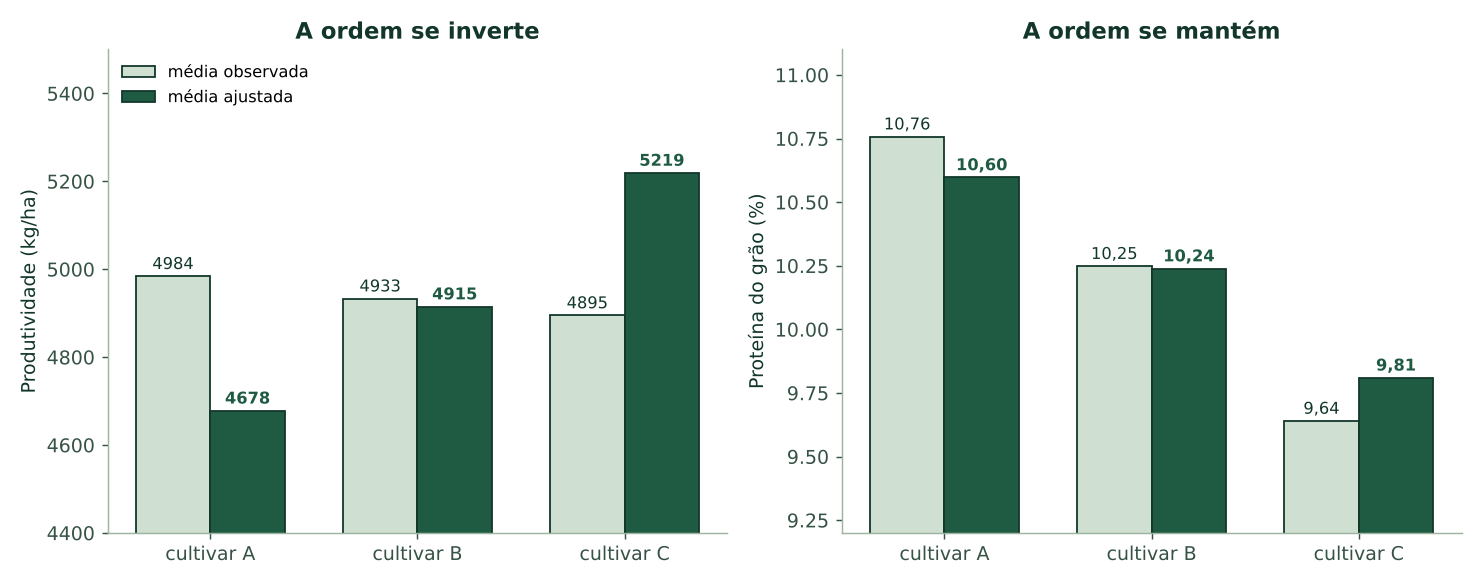 A ordem se inverte
média observada
média ajustada
Produtividade (kg/ha)
5400
5200
5000
4800
4600
4400
4984
4678
4933
4915
4895
5219
cultivar A
cultivar B
cultivar C
A ordem se mantém
Proteína do grão (%)
11.00
10.75
10.50
10.25
10.00
9.75
9.50
9.25
10,76
10,60
10,25
10,24
9,64
9,81
cultivar A
cultivar B
cultivar C